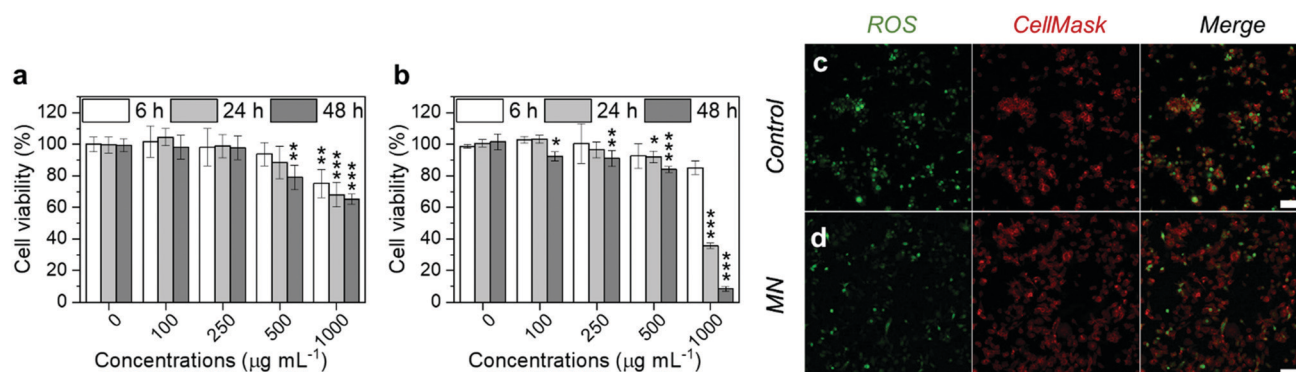 a
6 h 24 h 48 h
120
100
80
60
40
20
0
Cell viability (%)
**
**
***
***
0 100 250 500 1000
Concentrations (μg mL⁻¹)
b
6 h 24 h 48 h
120
100
80
60
40
20
0
Cell viability (%)
*
**
*
***
***
***
0 100 250 500 1000
Concentrations (μg mL⁻¹)
ROS CellMask Merge
c
Control
d
MN